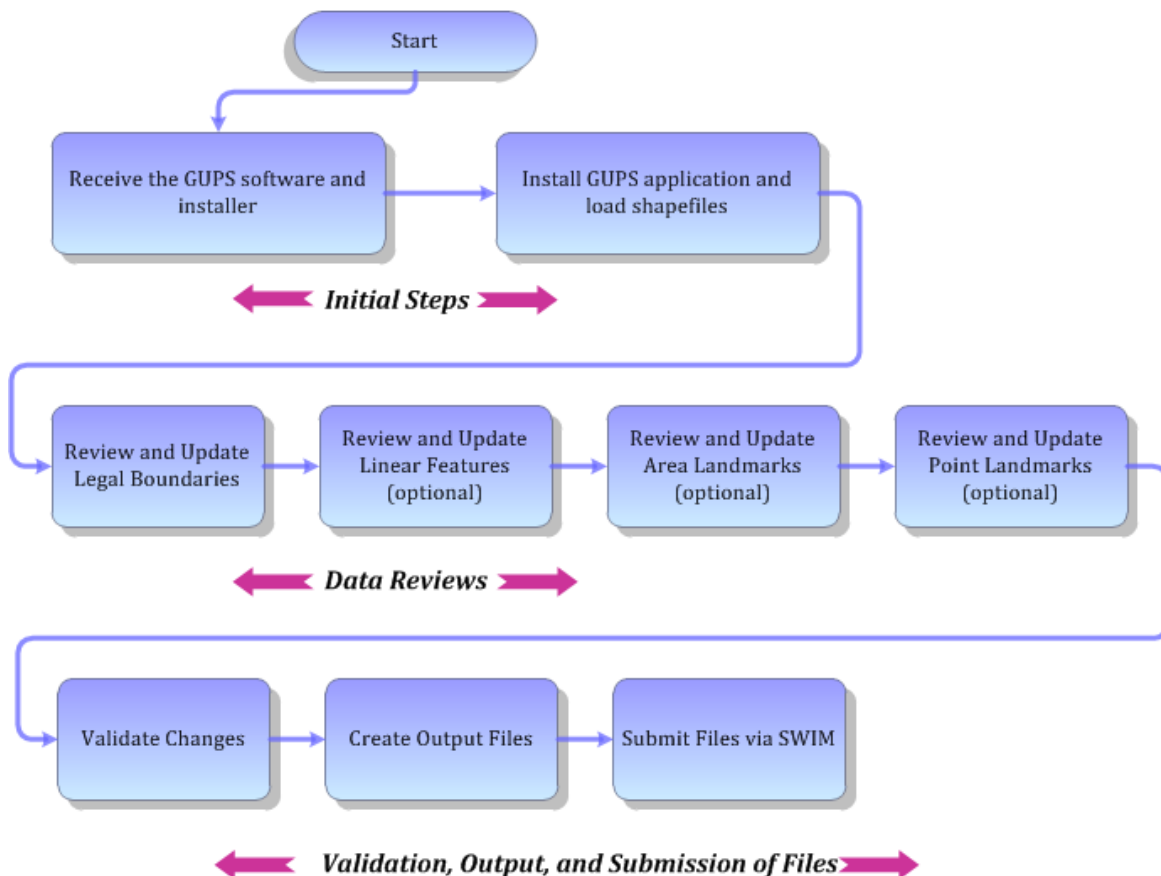 Start
Receive the GUPS software and
installer
Install GUPS application and
load shapefiles
Initial Steps
Review and Update
Legal Boundaries
Review and Update
Linear Features
(optional)
Review and Update
Area Landmarks
(optional)
Review and Update
Point Landmarks
(optional)
Data Reviews
Validate Changes
Create Output Files
Submit Files via SWIM
Validation, Output, and Submission of Files